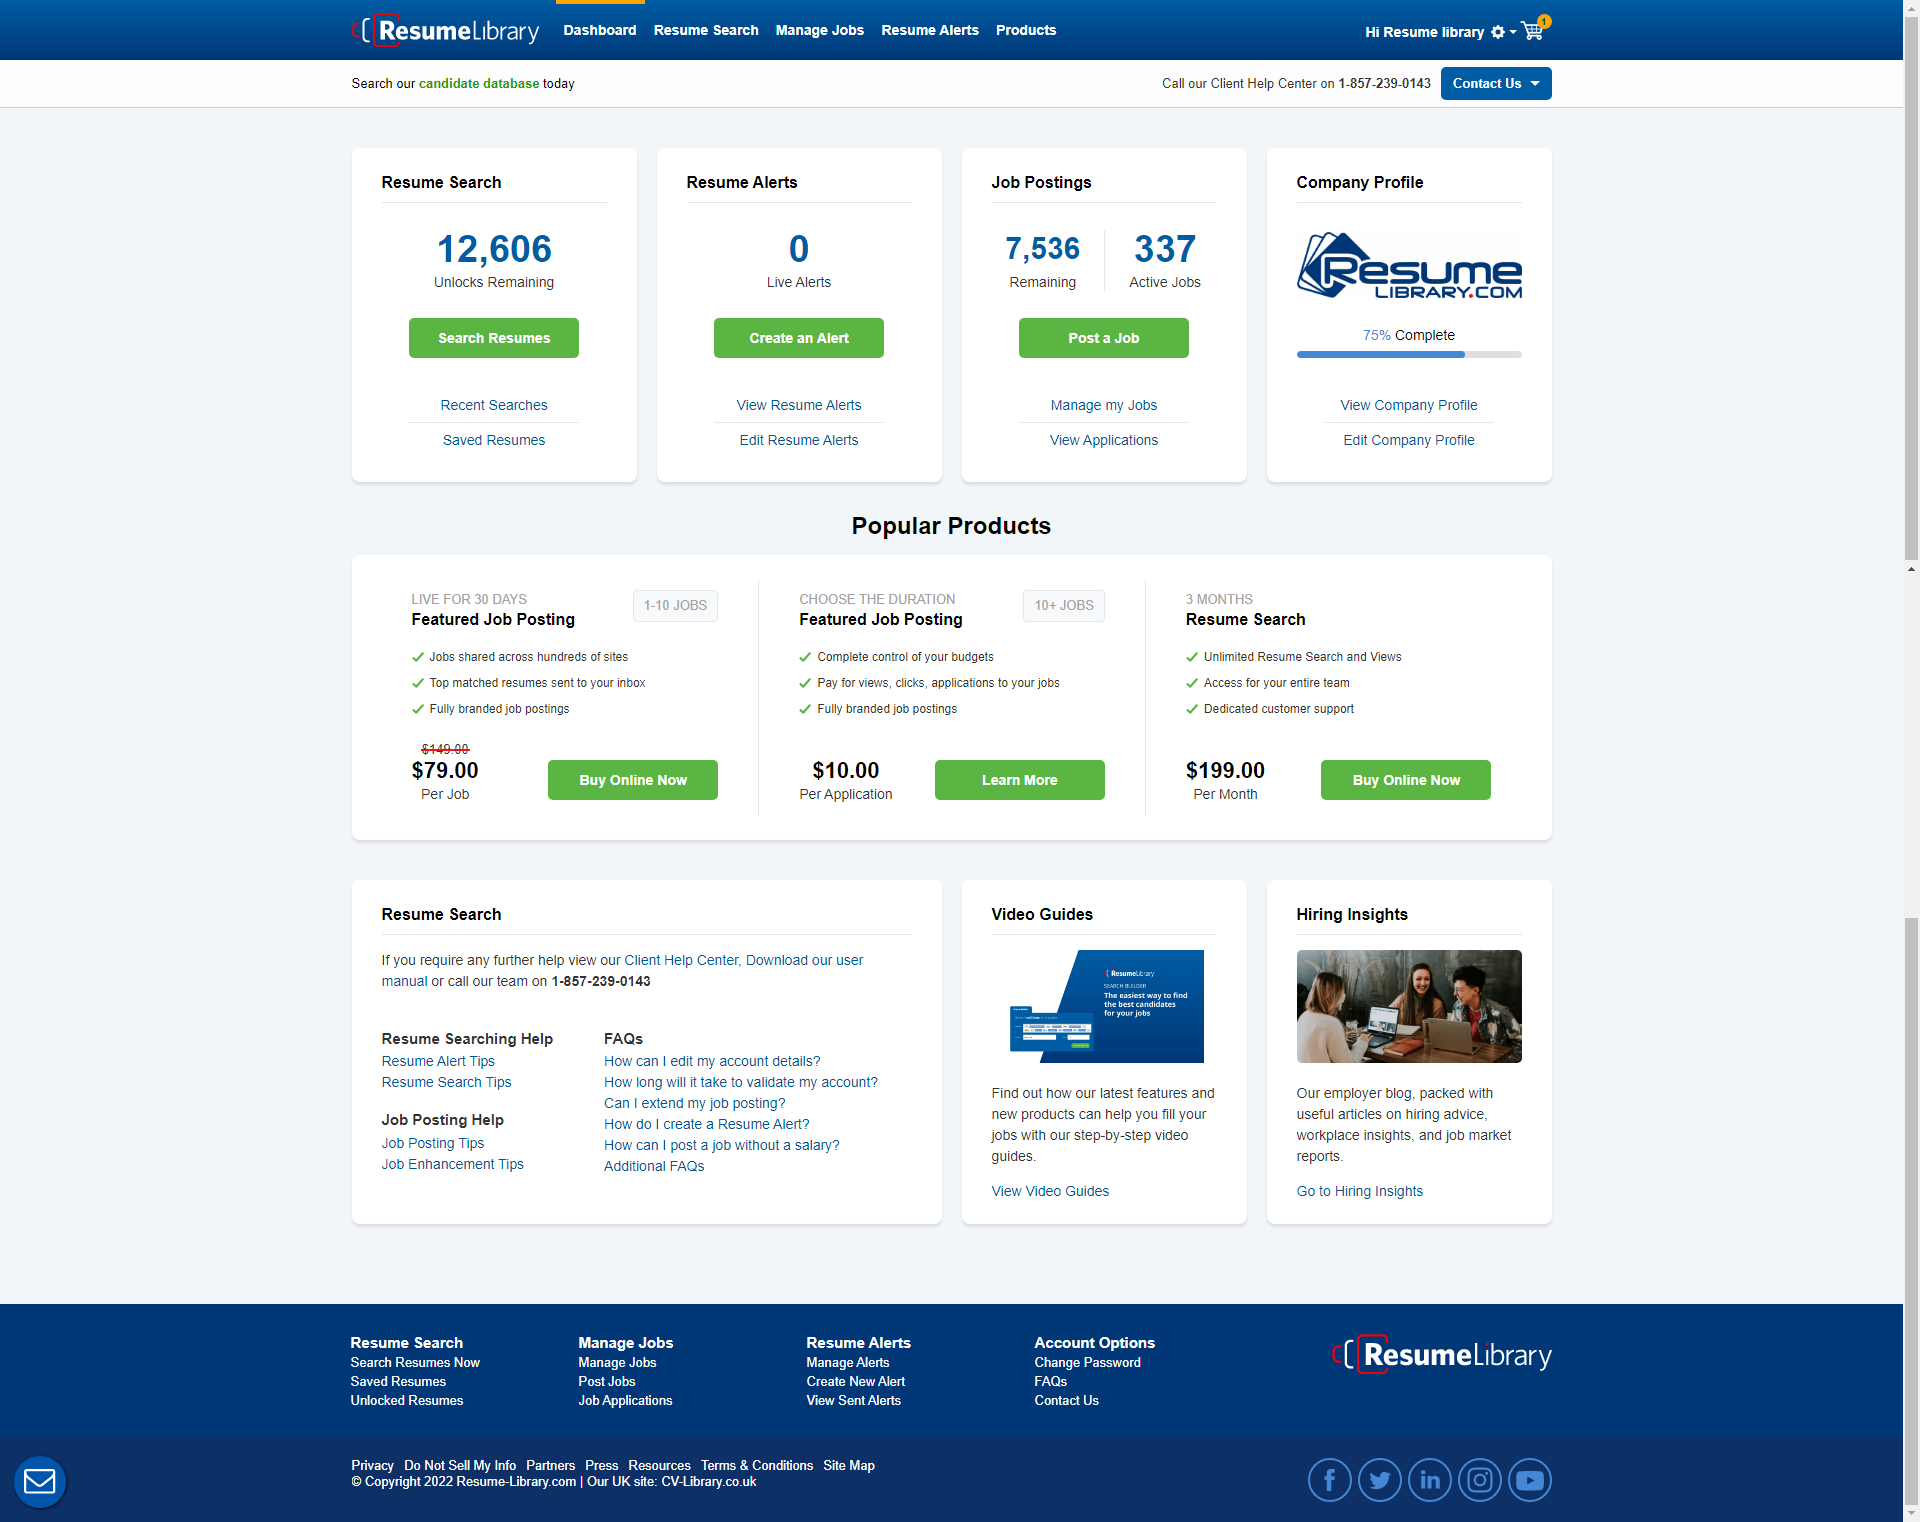 ResumeLibrary
Dashboard
Resume Search
Manage Jobs
Resume Alerts
Products
Hi Resume library
1
Search our candidate database today
Call our Client Help Center on 1-857-239-0143
Contact Us
Resume Search
12,606
Unlocks Remaining
Search Resumes
Recent Searches
Saved Resumes
Resume Alerts
0
Live Alerts
Create an Alert
View Resume Alerts
Edit Resume Alerts
Job Postings
7,536
Remaining
337
Active Jobs
Post a Job
Manage my Jobs
View Applications
Company Profile
Resume
LIBRARY.COM
75% Complete
View Company Profile
Edit Company Profile
Popular Products
LIVE FOR 30 DAYS
Featured Job Posting
1-10 JOBS
Jobs shared across hundreds of sites
Top matched resumes sent to your inbox
Fully branded job postings
$149.00
$79.00
Per Job
Buy Online Now
CHOOSE THE DURATION
Featured Job Posting
10+ JOBS
Complete control of your budgets
Pay for views, clicks, applications to your jobs
Fully branded job postings
$10.00
Per Application
Learn More
3 MONTHS
Resume Search
Unlimited Resume Search and Views
Access for your entire team
Dedicated customer support
$199.00
Per Month
Buy Online Now
Resume Search
If you require any further help view our Client Help Center, Download our user
manual or call our team on 1-857-239-0143
Resume Searching Help
Resume Alert Tips
Resume Search Tips
Job Posting Help
Job Posting Tips
Job Enhancement Tips
FAQs
How can I edit my account details?
How long will it take to validate my account?
Can I extend my job posting?
How do I create a Resume Alert?
How can I post a job without a salary?
Additional FAQs
Video Guides
ResumeLibrary
SEARCH BUILDER
The easiest way to find
the best candidates
for your jobs
Find out how our latest features and
new products can help you fill your
jobs with our step-by-step video
guides.
View Video Guides
Hiring Insights
Our employer blog, packed with
useful articles on hiring advice,
workplace insights, and job market
reports.
Go to Hiring Insights
Resume Search
Search Resumes Now
Saved Resumes
Unlocked Resumes
Manage Jobs
Manage Jobs
Post Jobs
Job Applications
Resume Alerts
Manage Alerts
Create New Alert
View Sent Alerts
Account Options
Change Password
FAQs
Contact Us
ResumeLibrary
Privacy Do Not Sell My Info Partners Press Resources Terms & Conditions Site Map
© Copyright 2022 Resume-Library.com | Our UK site: CV-Library.co.uk